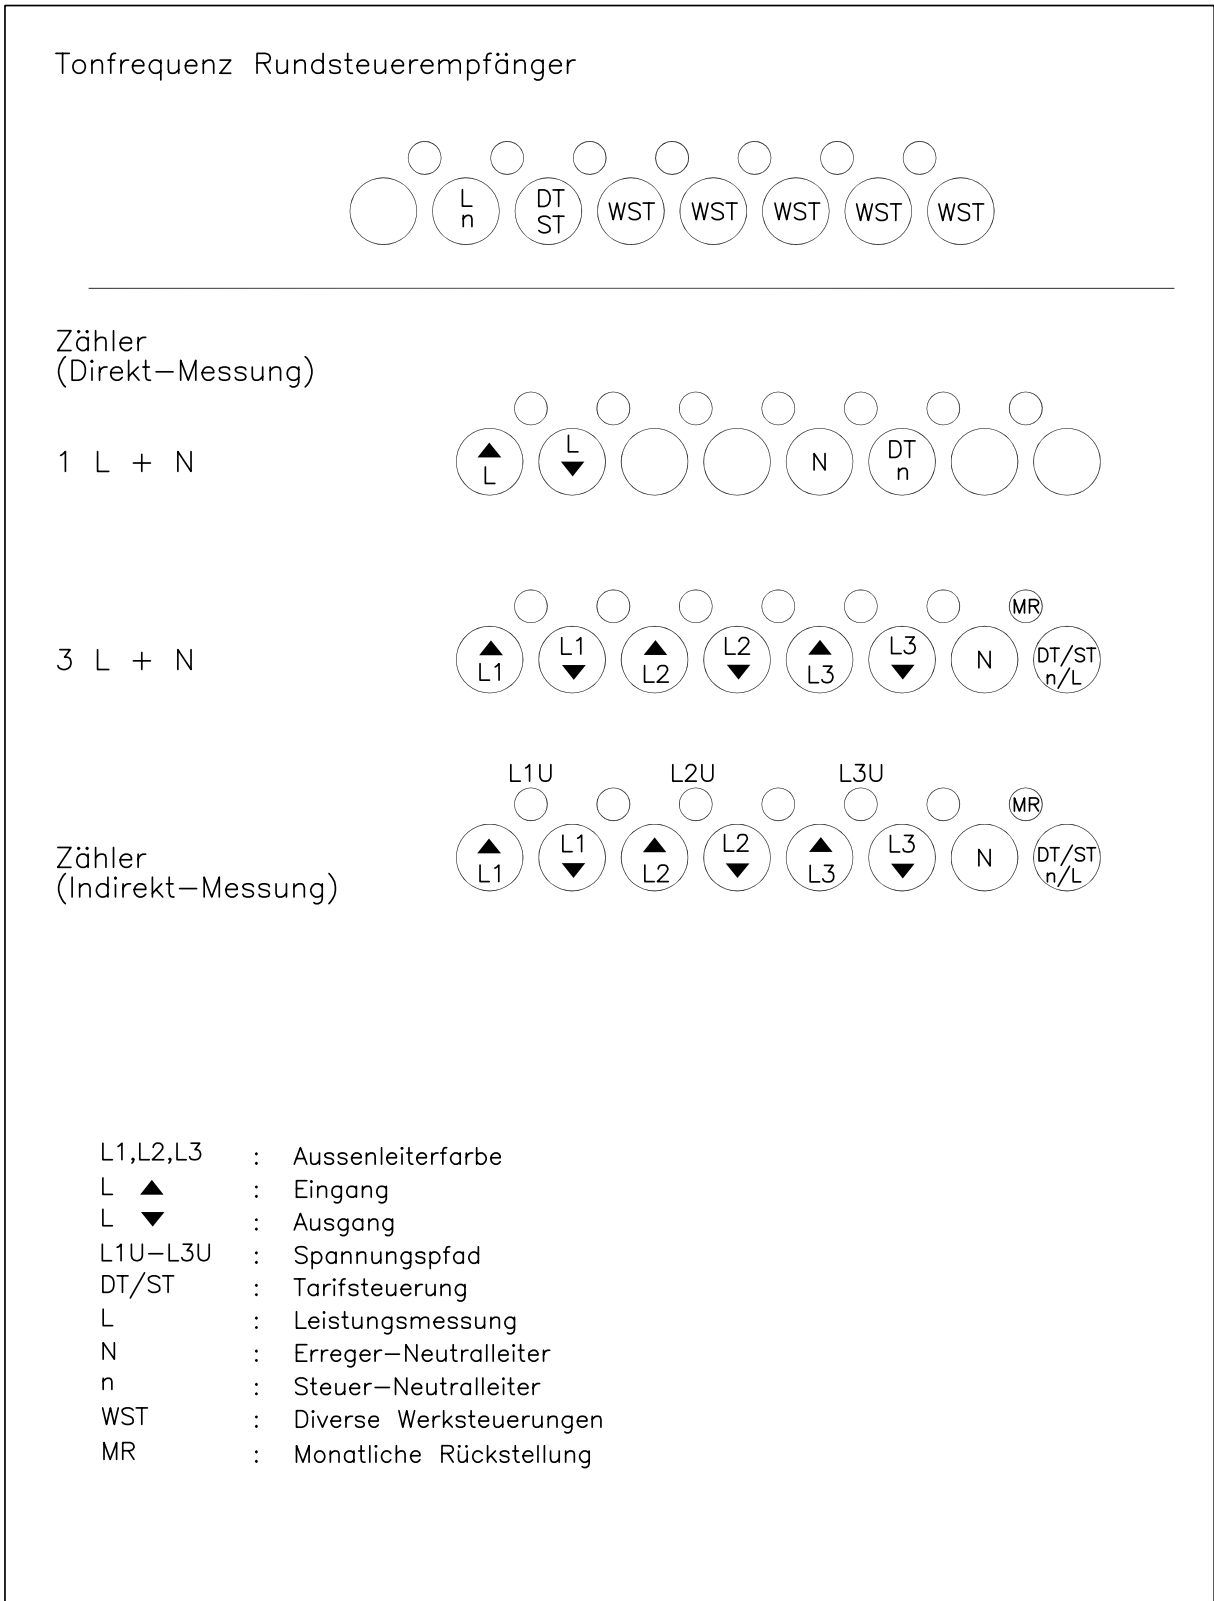 Tonfrequenz Rundsteuerempfänger
L DT
n ST WST WST WST WST WST
Zähler
(Direkt-Messung)
1 L + N
▲ L DT
L ▼ N n
MR
3 L + N
▲ L1 ▲ L2 ▲ L3 N DT/ST
L1 ▼ L2 ▼ L3 ▼ n/L
L1U L2U L3U
MR
Zähler
(Indirekt-Messung)
▲ L1 ▲ L2 ▲ L3 N DT/ST
L1 ▼ L2 ▼ L3 ▼ n/L
L1,L2,L3 : Aussenleiterfarbe
L ▲ : Eingang
L ▼ : Ausgang
L1U-L3U : Spannungspfad
DT/ST : Tarifsteuerung
L : Leistungsmessung
N : Erreger-Neutralleiter
n : Steuer-Neutralleiter
WST : Diverse Werksteuerungen
MR : Monatliche Rückstellung